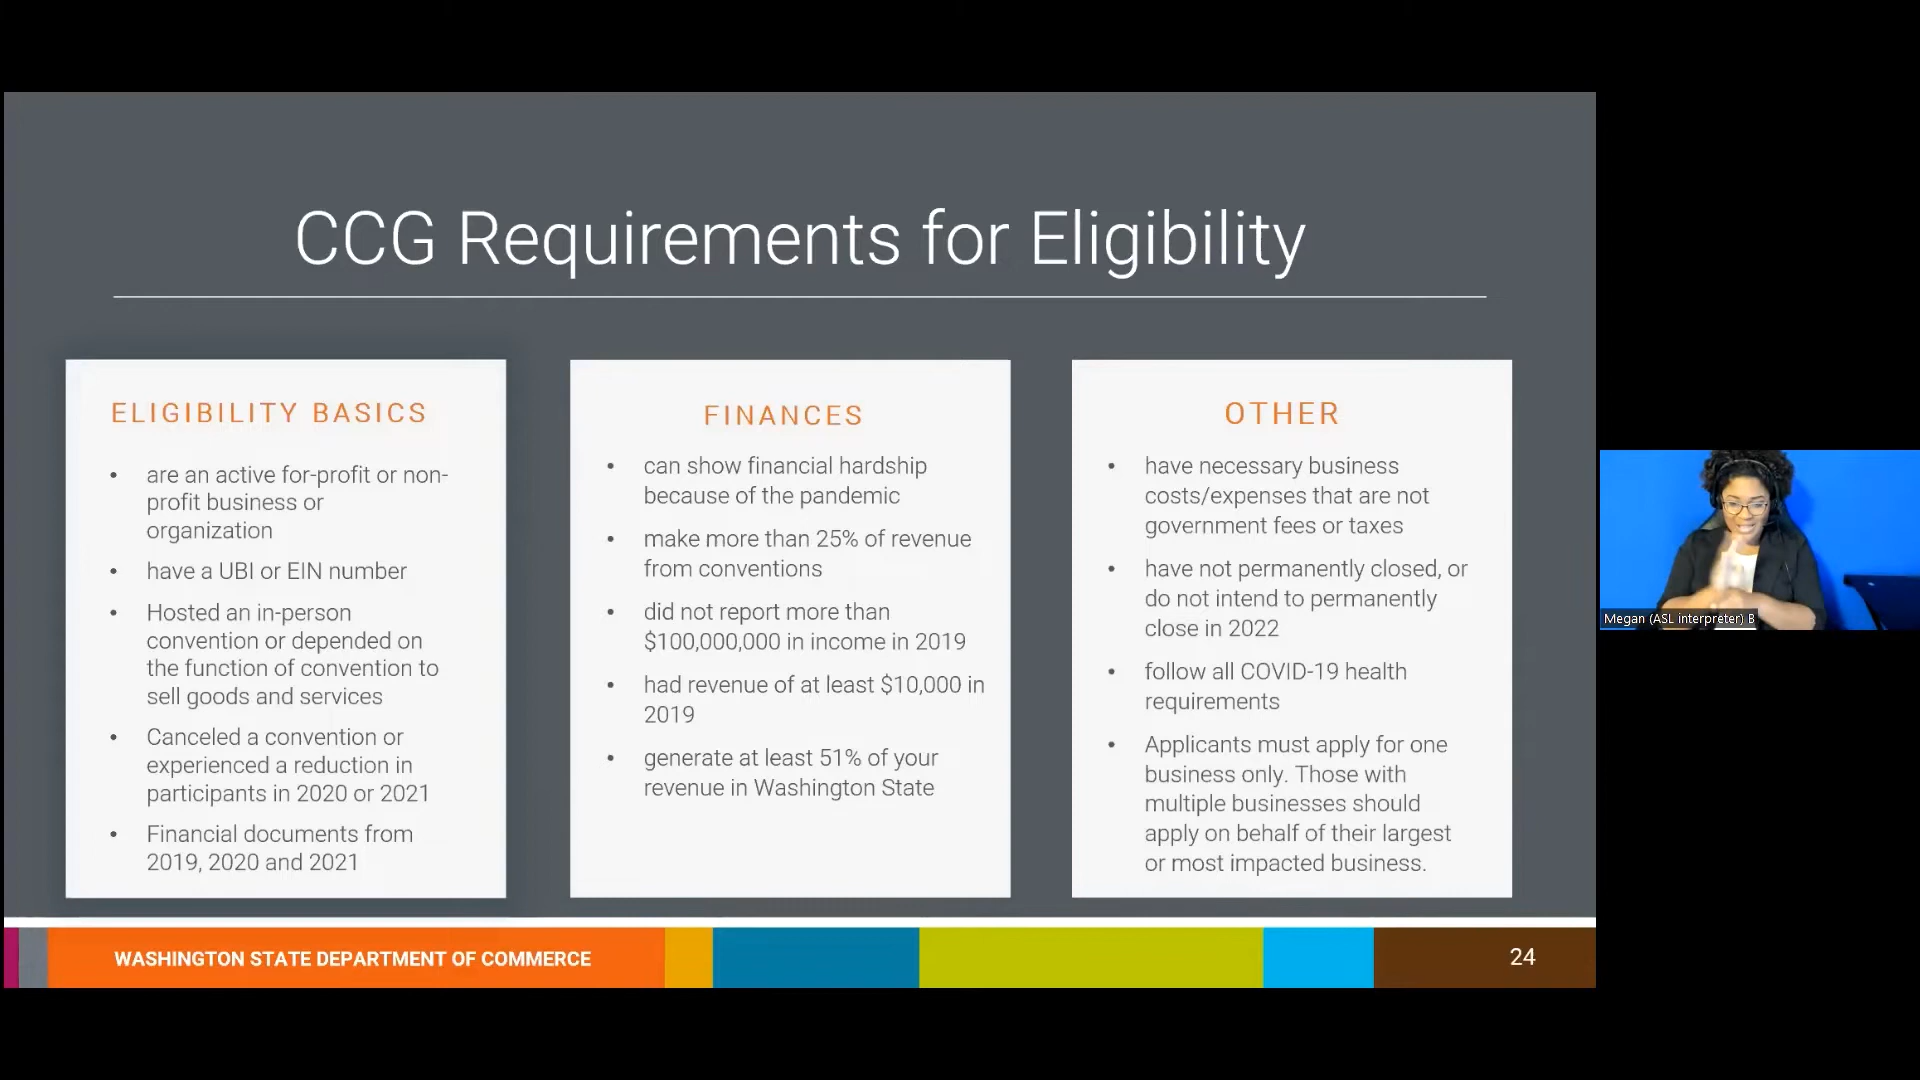 CCG Requirements for Eligibility
ELIGIBILITY BASICS
• are an active for-profit or non-
profit business or
organization
• have a UBI or EIN number
• Hosted an in-person
convention or depended on
the function of convention to
sell goods and services
• Canceled a convention or
experienced a reduction in
participants in 2020 or 2021
• Financial documents from
2019, 2020 and 2021
FINANCES
• can show financial hardship
because of the pandemic
• make more than 25% of revenue
from conventions
• did not report more than
$100,000,000 in income in 2019
• had revenue of at least $10,000 in
2019
• generate at least 51% of your
revenue in Washington State
OTHER
• have necessary business
costs/expenses that are not
government fees or taxes
• have not permanently closed, or
do not intend to permanently
close in 2022
• follow all COVID-19 health
requirements
• Applicants must apply for one
business only. Those with
multiple businesses should
apply on behalf of their largest
or most impacted business.
Megan (ASL interpreter) B
WASHINGTON STATE DEPARTMENT OF COMMERCE
24